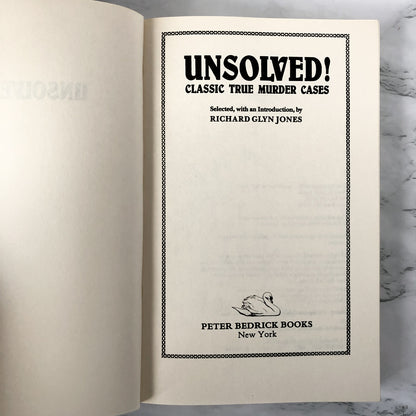 UNSOLVED!
CLASSIC TRUE MURDER CASES
Selected, with an Introduction, by
RICHARD GLYN JONES
PETER BEDRICK BOOKS
New York